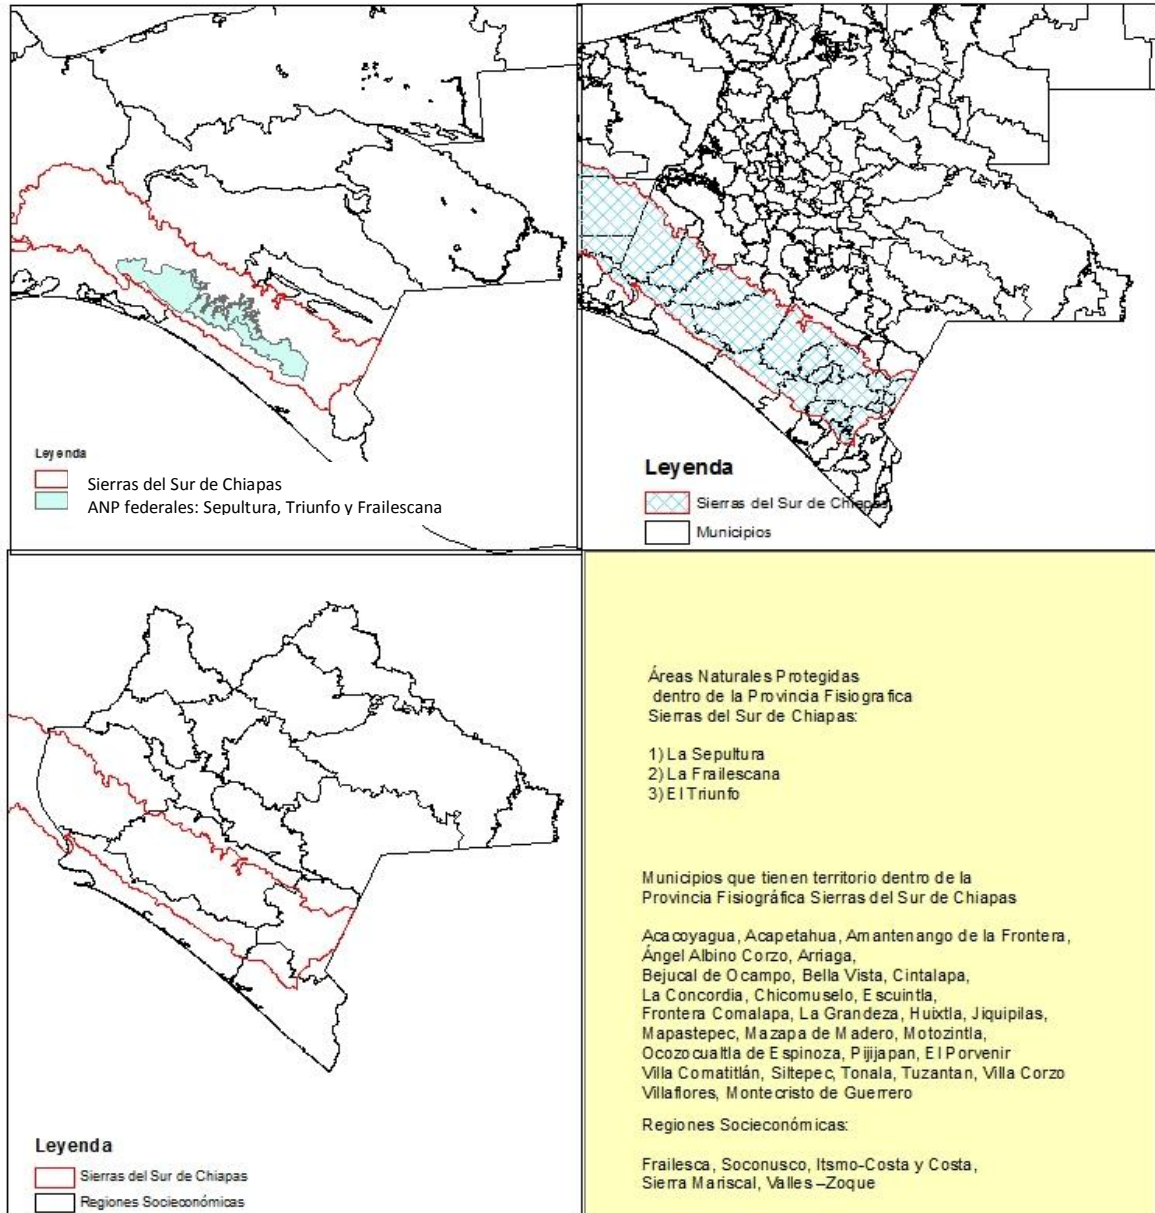 Leyenda
Sierras del Sur de Chiapas
ANP federales: Sepultura, Triunfo y Frailescana
Leyenda
Sierras del Sur de Chiapas
Municipios
Leyenda
Sierras del Sur de Chiapas
Regiones Socieconómicas
Áreas Naturales Protegidas
dentro de la Provincia Fisiografica
Sierras del Sur de Chiapas:
1) La Sepultura
2) La Frailescana
3) El Triunfo
Municipios que tienen territorio dentro de la
Provincia Fisiográfica Sierras del Sur de Chiapas
Acacoyagua, Acapetahua, Amantenango de la Frontera,
Ángel Albino Corzo, Arriaga,
Bejucal de Ocampo, Bella Vista, Cintalapa,
La Concordia, Chicomuselo, Escuintla,
Frontera Comalapa, La Grandeza, Huixtla, Jiquipilas,
Mapastepec, Mazapa de Madero, Motozintla,
Ocozocualtla de Espinoza, Pijijapan, El Porvenir
Villa Comatitlán, Siltepec, Tonala, Tuzantan, Villa Corzo
Villaflores, Montecristo de Guerrero
Regiones Socieconómicas:
Frailesca, Soconusco, Itsmo-Costa y Costa,
Sierra Mariscal, Valles –Zoque